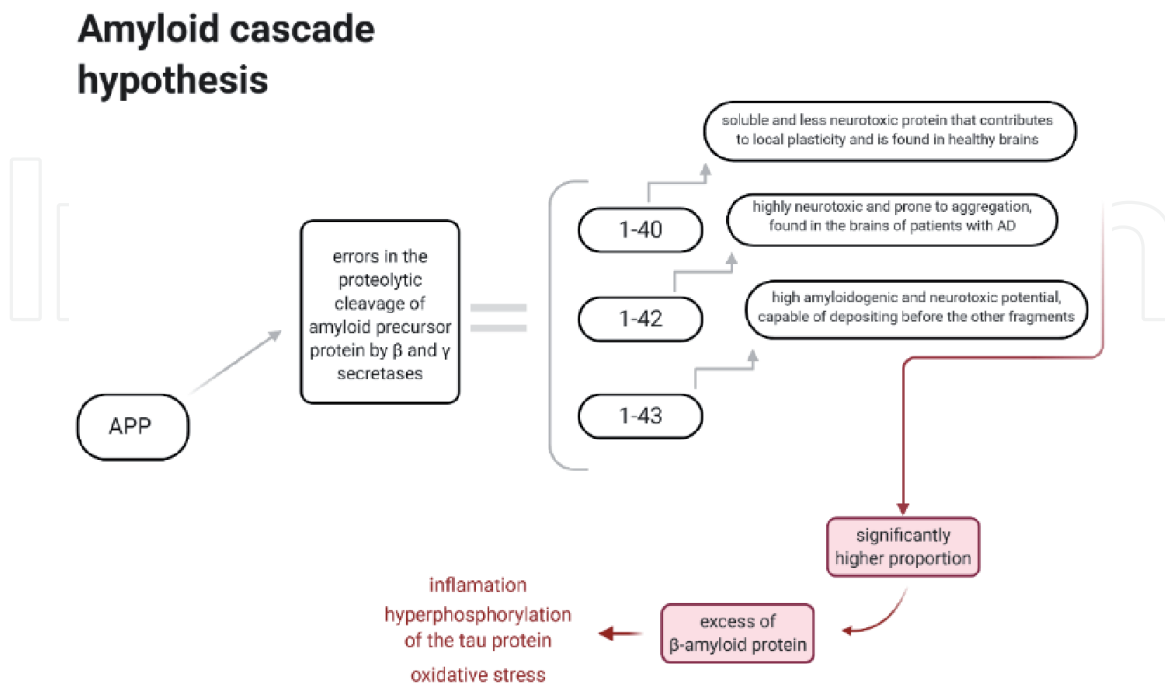 Amyloid cascade
hypothesis
soluble and less neurotoxic protein that contributes
to local plasticity and is found in healthy brains
1-40
highly neurotoxic and prone to aggregation,
found in the brains of patients with AD
1-42
high amyloidogenic and neurotoxic potential,
capable of depositing before the other fragments
1-43
errors in the
proteolytic
cleavage of
amyloid precursor
protein by β and γ
secretases
APP
significantly
higher proportion
excess of
β-amyloid protein
inflamation
hyperphosphorylation
of the tau protein
oxidative stress